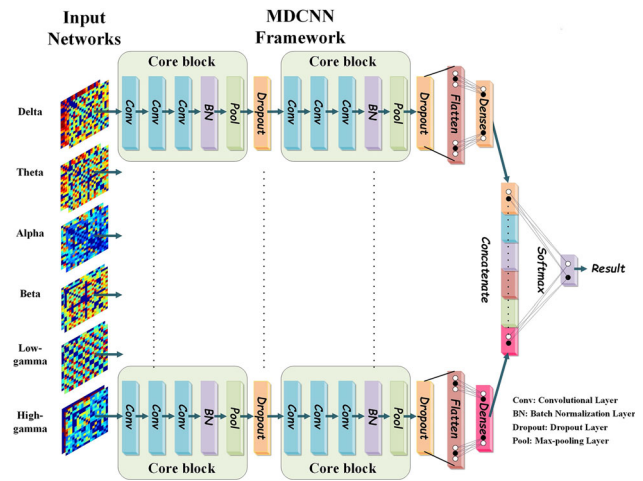 Input
Networks
MDCNN
Framework
Core block
Core block
Delta
Conv
Conv
Conv
BN
Pool
Dropout
Conv
Conv
Conv
BN
Pool
Dropout
Flatten
Dense
Theta
Alpha
Beta
Low-
gamma
High-
gamma
Concatenate
Softmax
Result
Conv
Conv
Conv
BN
Pool
Dropout
Conv
Conv
Conv
BN
Pool
Dropout
Flatten
Dense
Core block
Core block
Conv: Convolutional Layer
BN: Batch Normalization Layer
Dropout: Dropout Layer
Pool: Max-pooling Layer